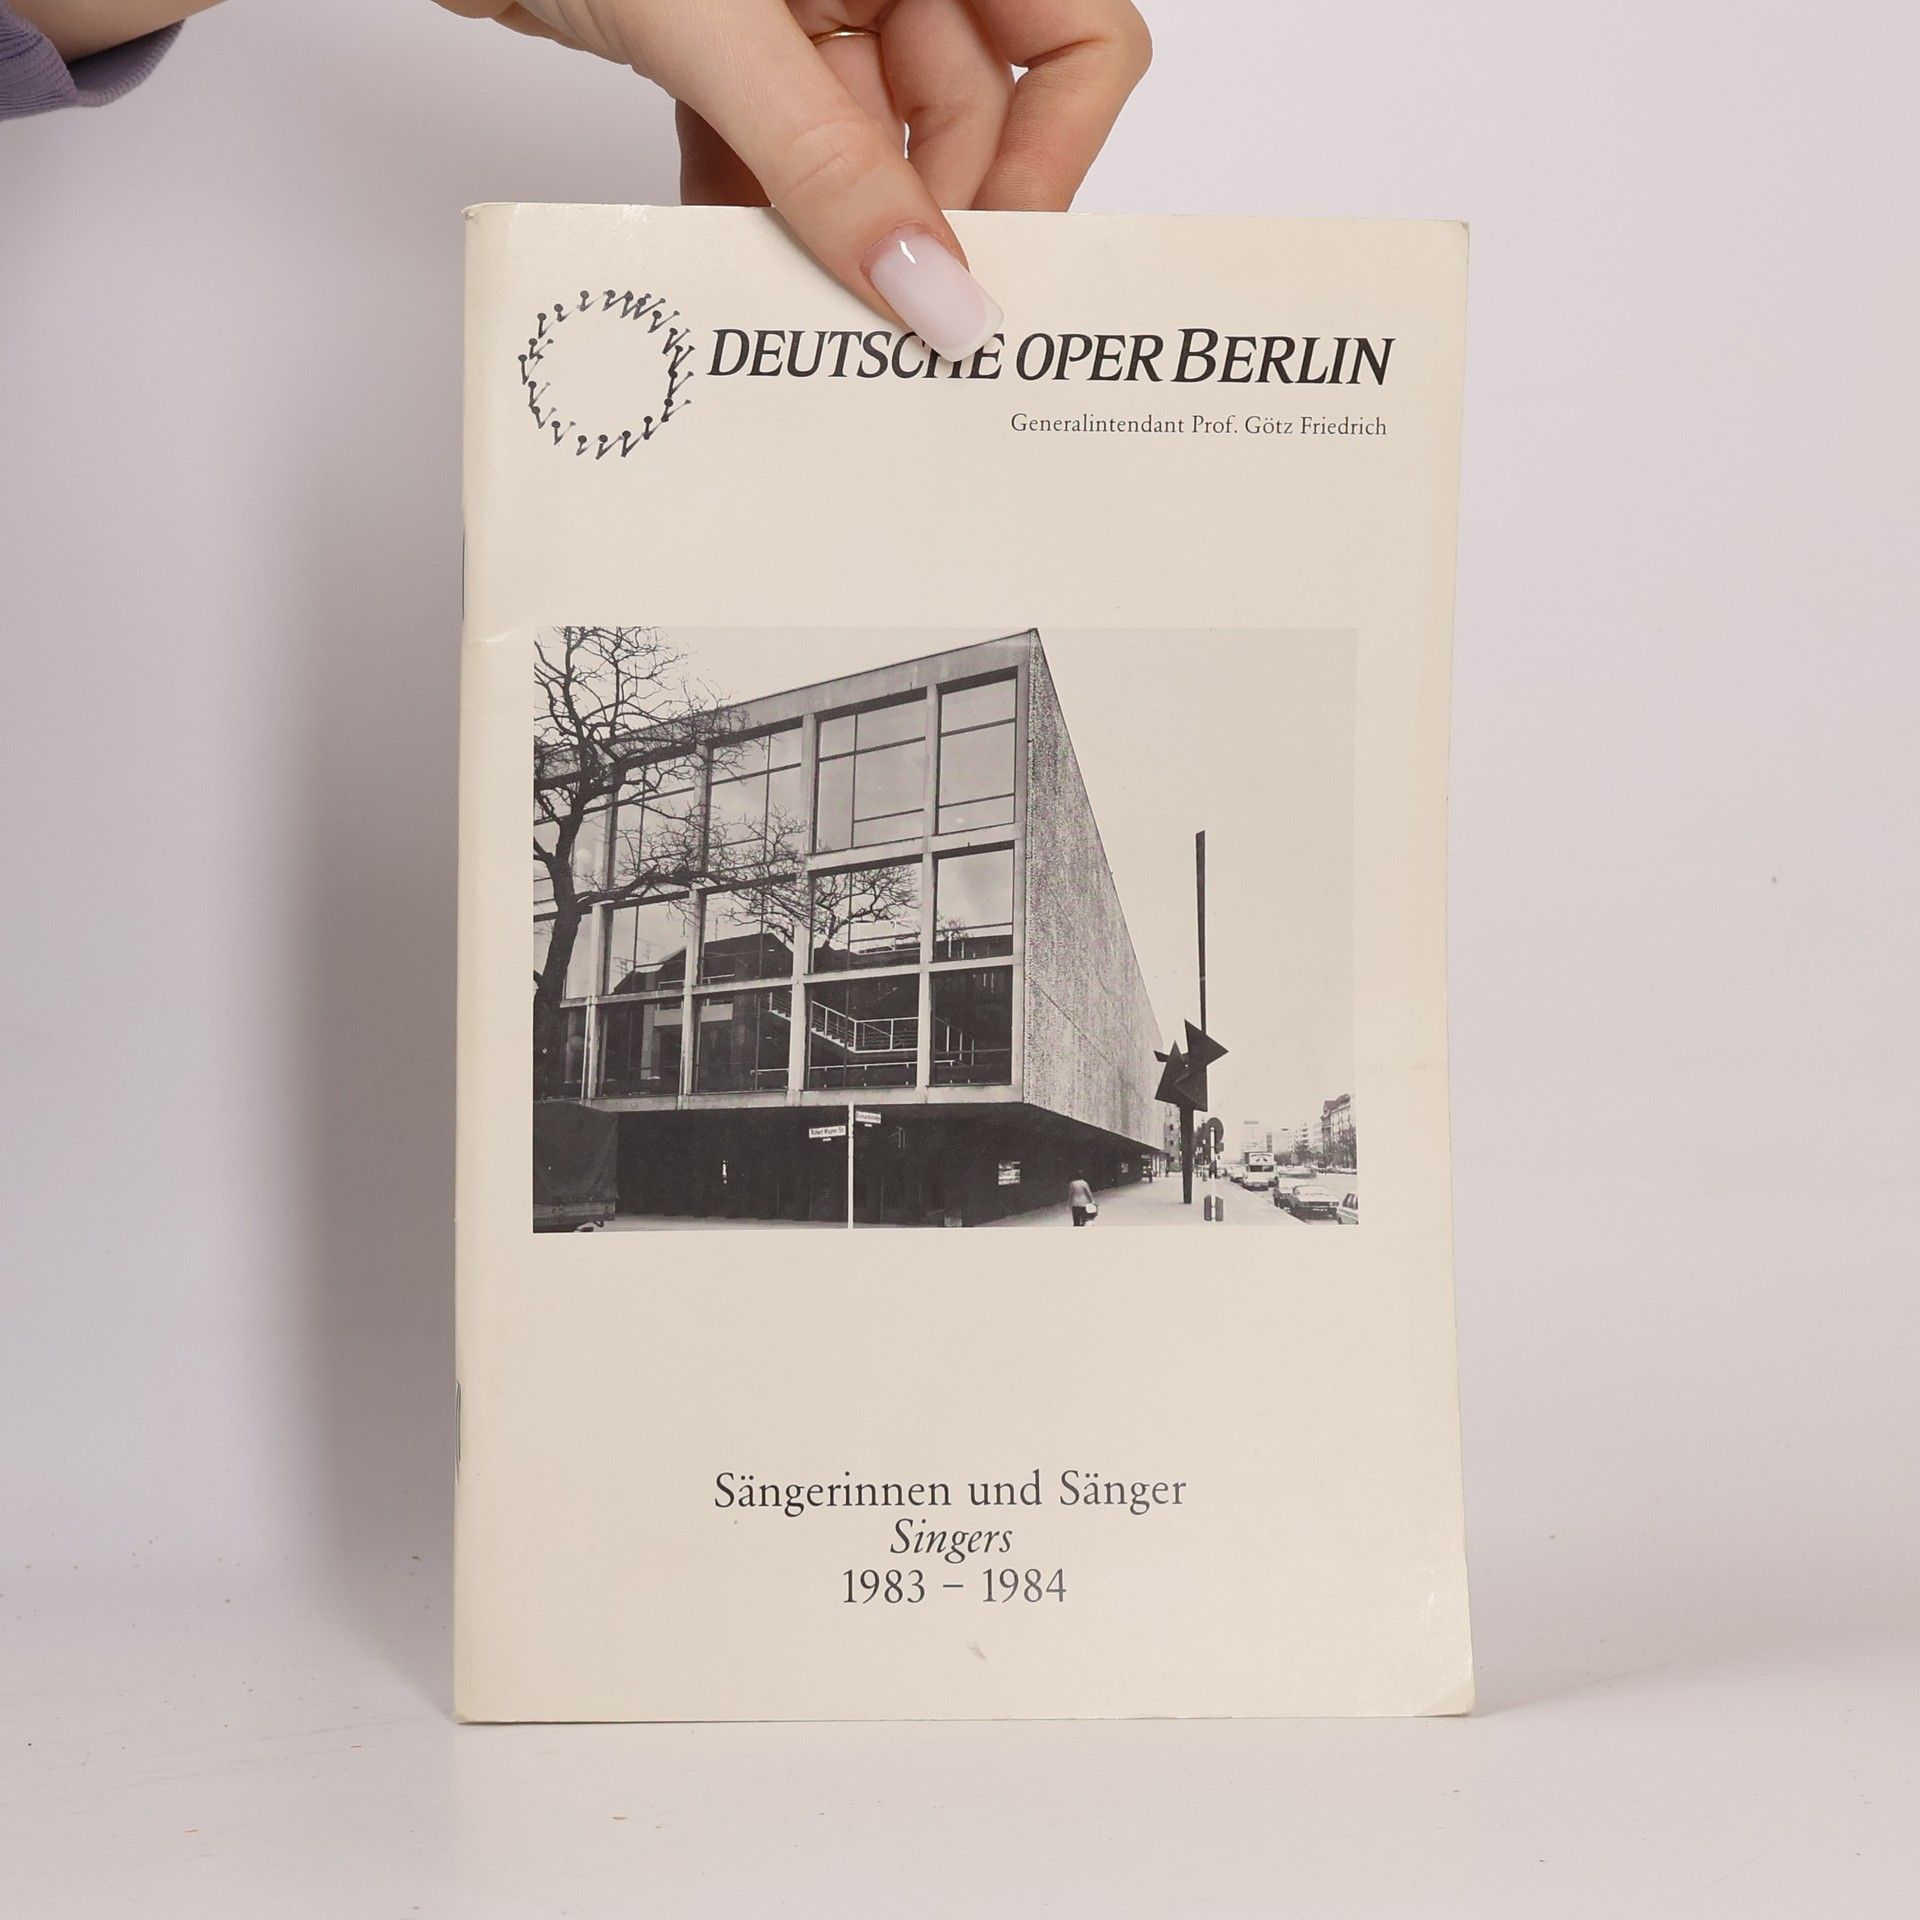 DEUTSCHE OPER BERLIN
Generalintendant Prof. Götz Friedrich
Sängerinnen und Sänger
Singers
1983 – 1984